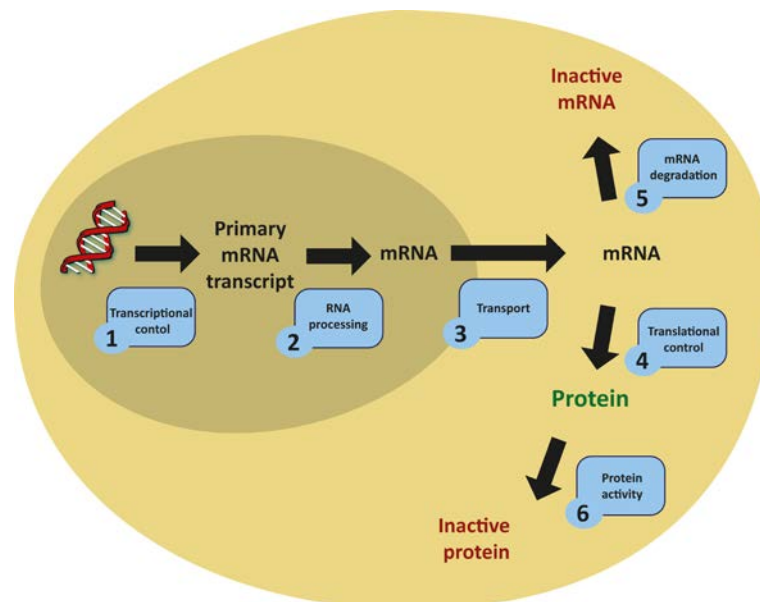 Inactive
mRNA
mRNA
degradation
5
Primary
mRNA
transcript
mRNA
mRNA
Transcriptional
contol
1
RNA
processing
2
Transport
3
Translational
control
4
Protein
Protein
activity
6
Inactive
protein